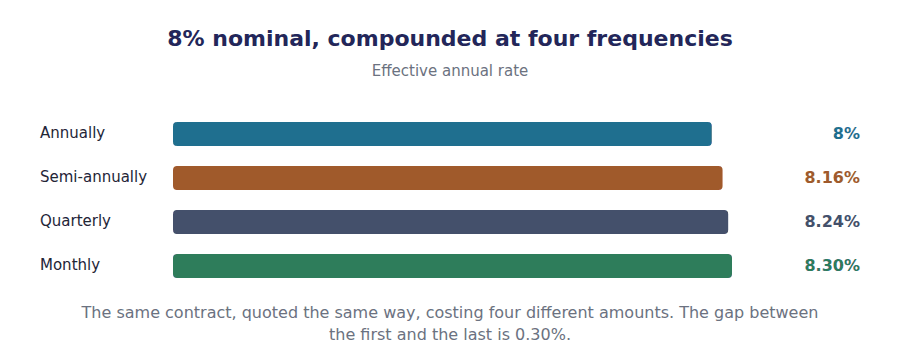 8% nominal, compounded at four frequencies
Effective annual rate
Annually 8%
Semi-annually 8.16%
Quarterly 8.24%
Monthly 8.30%
The same contract, quoted the same way, costing four different amounts. The gap between
the first and the last is 0.30%.